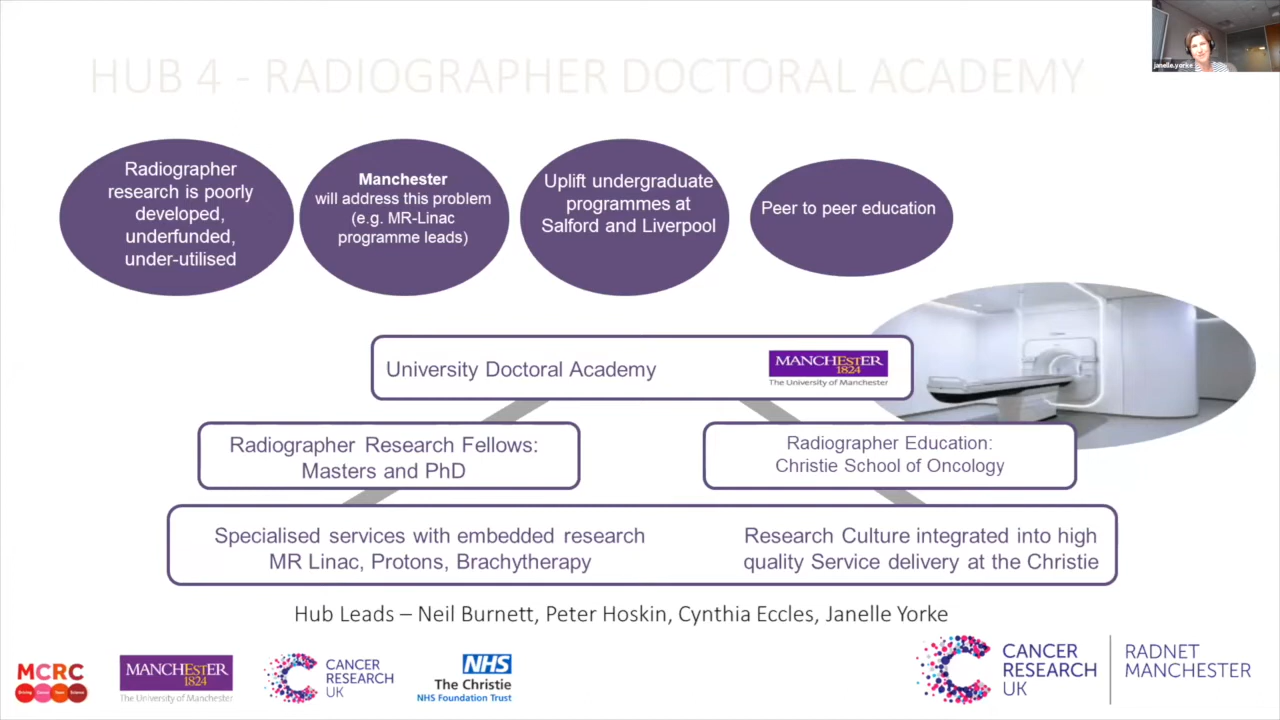 janelle.yorke
HUB 4 - RADIOGRAPHER DOCTORAL ACADEMY
Radiographer
research is poorly
developed,
underfunded,
under-utilised
Manchester
will address this problem
(e.g. MR-Linac
programme leads)
Uplift undergraduate
programmes at
Salford and Liverpool
Peer to peer education
University Doctoral Academy
MANCHESTER
1824
The University of Manchester
Radiographer Research Fellows:
Masters and PhD
Radiographer Education:
Christie School of Oncology
Specialised services with embedded research
MR Linac, Protons, Brachytherapy
Research Culture integrated into high
quality Service delivery at the Christie
Hub Leads – Neil Burnett, Peter Hoskin, Cynthia Eccles, Janelle Yorke
MCRC
MANCHESTER
1824
The University of Manchester
CANCER
RESEARCH
UK
NHS
The Christie
NHS Foundation Trust
CANCER
RESEARCH
UK
RADNET
MANCHESTER